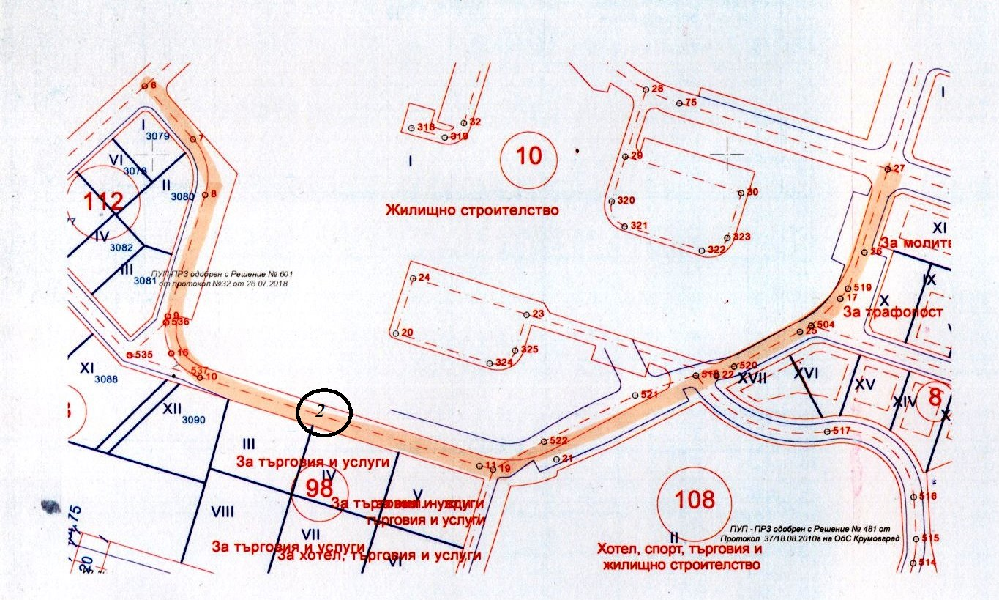 6
28
75
I
I
3079
32
318
319
7
10
29
VI
3078
27
II
3080
8
30
112
320
Жилищно строителство
321
XI
IV
323
За молит
3082
322
26
III
3081
ПУП-ПРЗ одобрен с Решение № 601
от протокол №32 от 26.07.2018
24
IX
519
17
X
23
За трафопост
9
536
504
25
20
325
535
16
324
XI
3088
537
10
520
518
22
XVII
XVI
XV
521
XIV
8
XII
3090
2
517
522
III
21
За търговия и услуги
11
19
IV
98
V
516
108
VIII
търговия и услуги
ПУП - ПРЗ одобрен с Решение № 481 от
Протокол 37/18.08.2010г на ОбС Крумовград
II
515
VII
За търговия и услуги
За хотел, търговия и услуги
VI
Хотел, спорт, търговия и
жилищно строителство
514
20